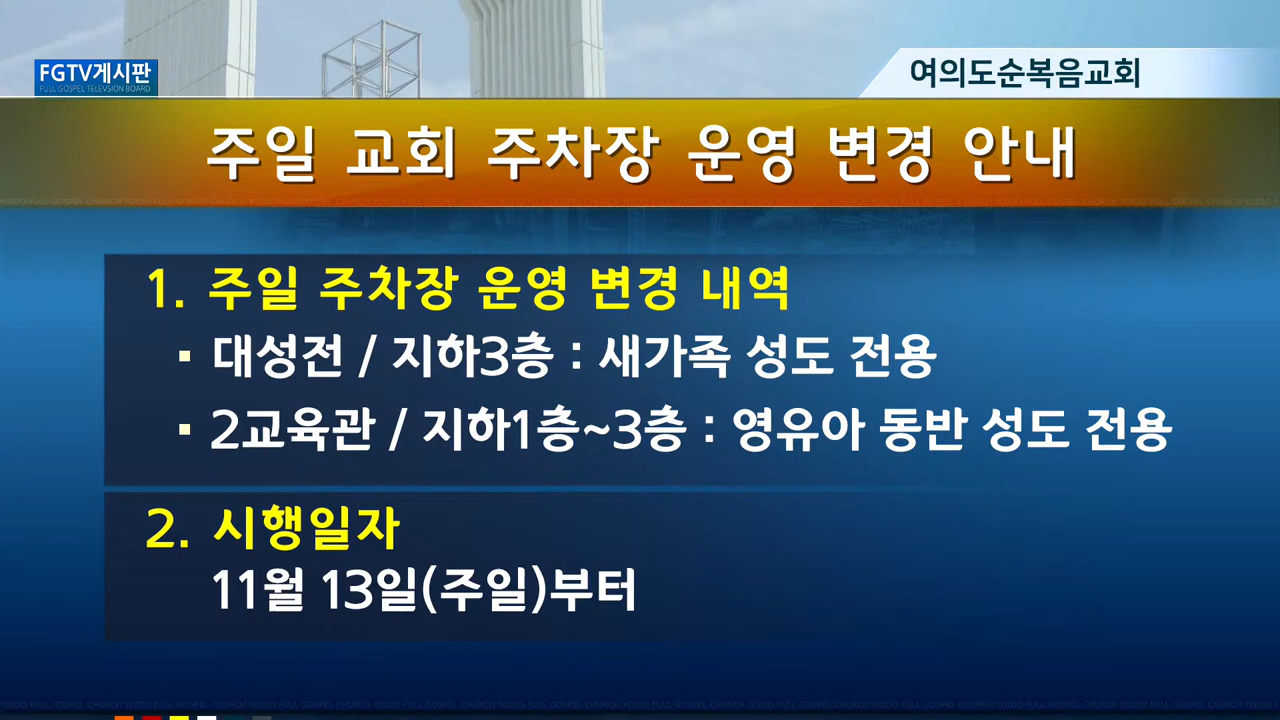 FGTV게시판
FULL GOSPEL TELEVSION BOARD
여의도순복음교회
주일 교회 주차장 운영 변경 안내
1. 주일 주차장 운영 변경 내역
▪ 대성전 / 지하3층 : 새가족 성도 전용
▪ 2교육관 / 지하1층~3층 : 영유아 동반 성도 전용
2. 시행일자
11월 13일(주일)부터